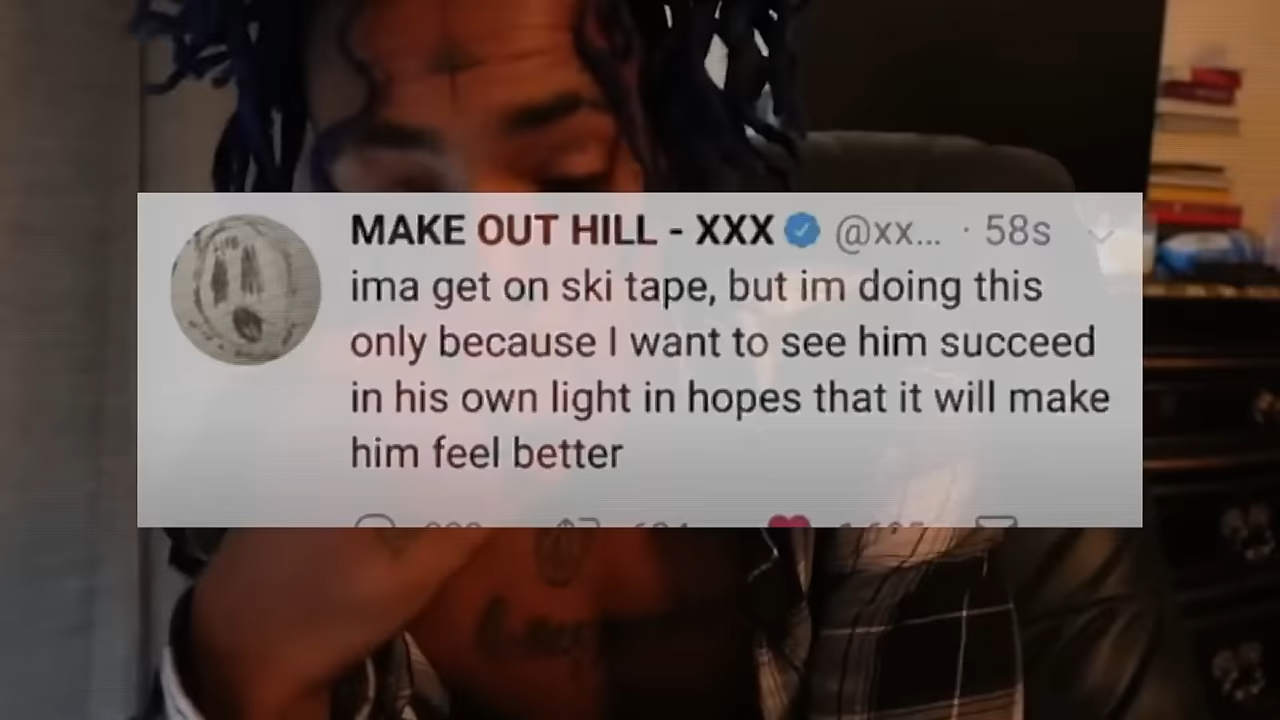 MAKE OUT HILL - XXX @xx... · 58s
ima get on ski tape, but im doing this
only because I want to see him succeed
in his own light in hopes that it will make
him feel better